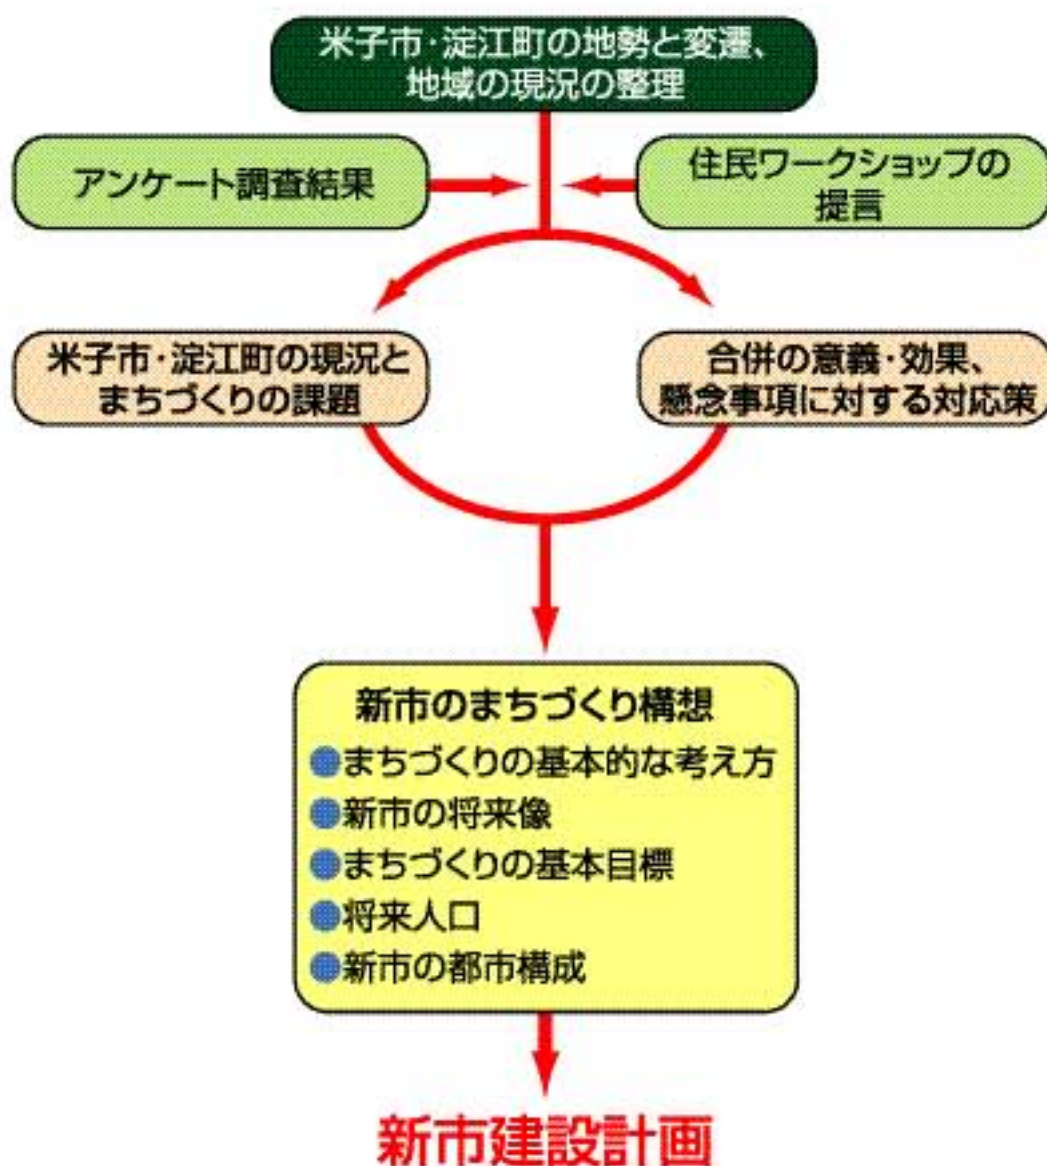 米子市・淀江町の地勢と変遷、
地域の現況の整理
アンケート調査結果
住民ワークショップの
提言
米子市・淀江町の現況と
まちづくりの課題
合併の意義・効果、
懸念事項に対する対応策
新市のまちづくり構想
●まちづくりの基本的な考え方
●新市の将来像
●まちづくりの基本目標
●将来人口
●新市の都市構成
新市建設計画